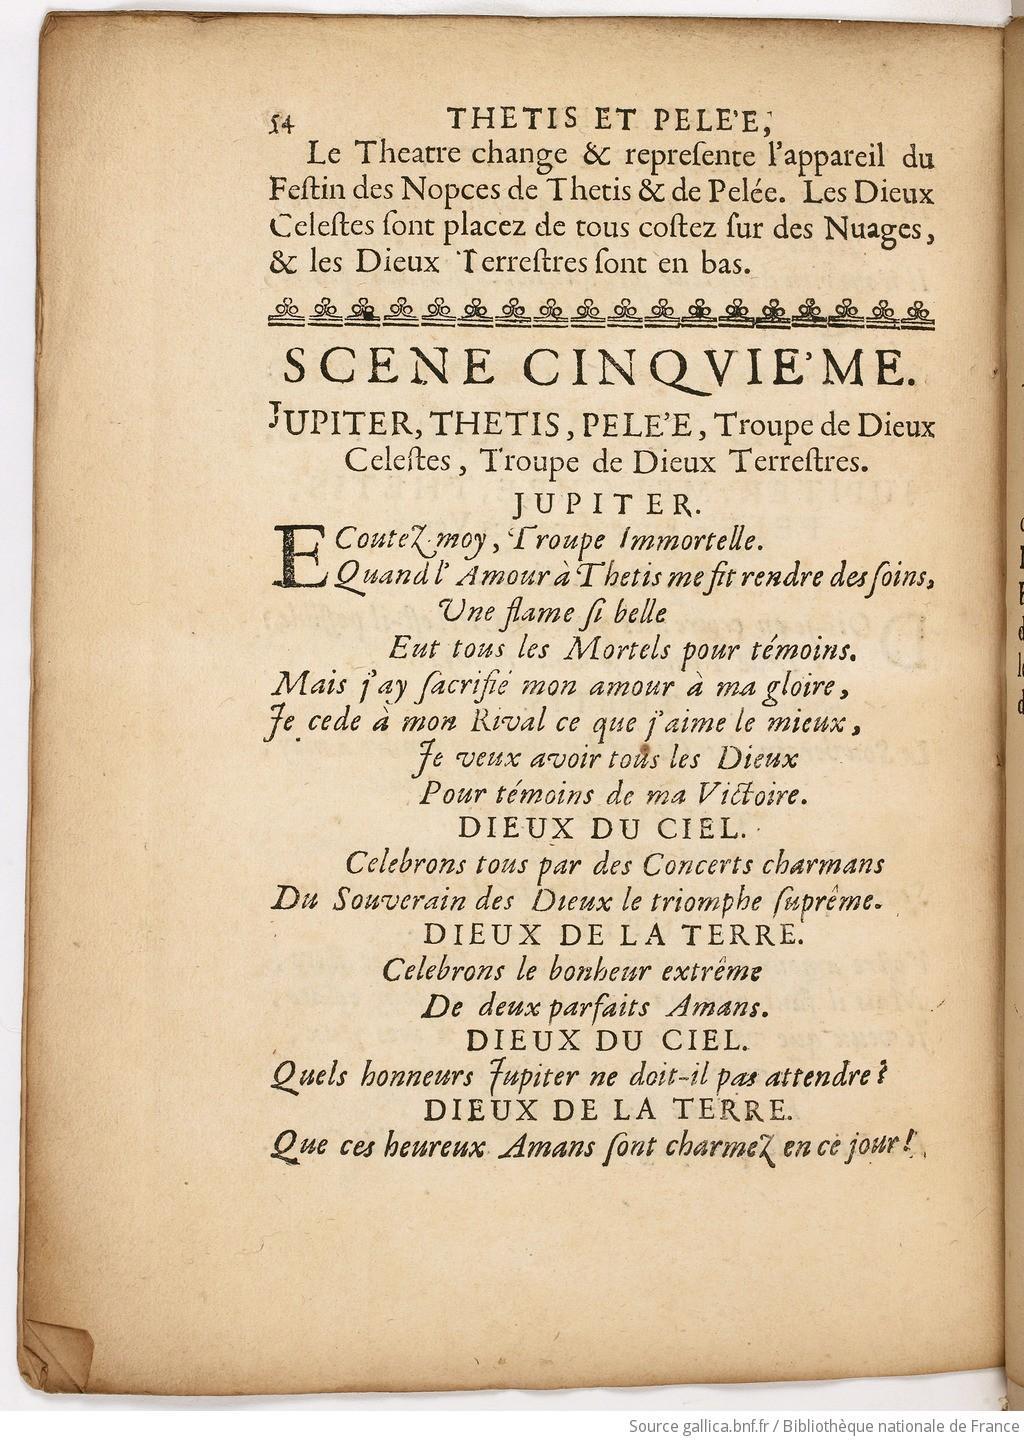 54 THETIS ET PELE'E,
Le Theatre change & repreſente l'appareil du
Feſtin des Nopces de Thetis & de Pelée. Les Dieux
Celeſtes ſont placez de tous coſtez ſur des Nuages,
& les Dieux Terreſtres ſont en bas.
SCENE CINQVIE'ME.
JUPITER, THETIS, PELE'E, Troupe de Dieux
Celeſtes, Troupe de Dieux Terreſtres.
JUPITER.
ECoutez moy, Troupe Immortelle.
Quand l'Amour à Thetis me fit rendre des ſoins,
Une flame ſi belle
Eut tous les Mortels pour témoins.
Mais j'ay ſacrifié mon amour à ma gloire,
Je cede à mon Rival ce que j'aime le mieux,
Je veux avoir tous les Dieux
Pour témoins de ma Victoire.
DIEUX DU CIEL.
Celebrons tous par des Concerts charmans
Du Souverain des Dieux le triomphe ſuprême.
DIEUX DE LA TERRE.
Celebrons le bonheur extrême
De deux parfaits Amans.
DIEUX DU CIEL.
Quels honneurs Jupiter ne doit-il pas attendre?
DIEUX DE LA TERRE.
Que ces heureux Amans ſont charmez en ce jour!
Source gallica.bnf.fr / Bibliothèque nationale de France